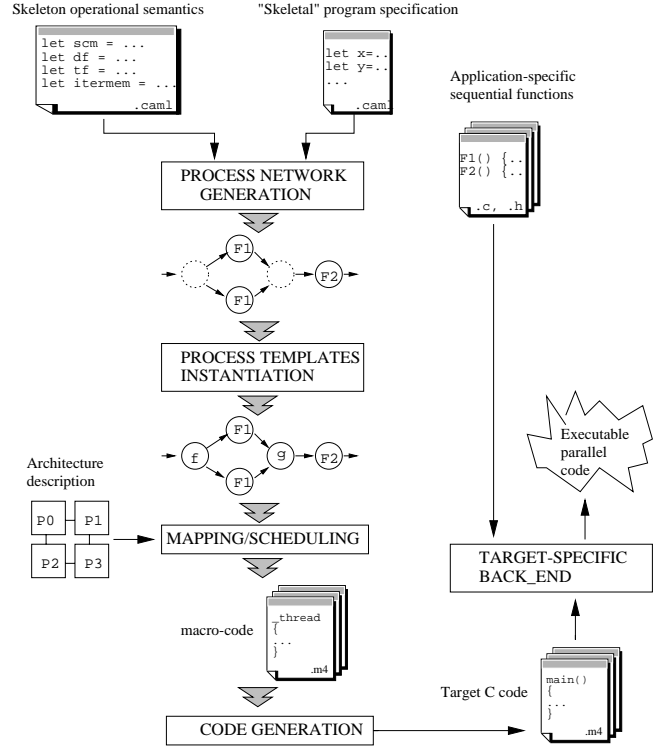 Skeleton operational semantics
"Skeletal" program specification
let scm = ...
let df = ...
let tf = ...
let itermem = ...
.caml
let x=..
let y=..
...
.caml
Application-specific
sequential functions
F1() {..
F2() {..
.c, .h
PROCESS NETWORK
GENERATION
F1
F2
F1
PROCESS TEMPLATES
INSTANTIATION
F1
f
g
F2
F1
Executable
parallel
code
Architecture
description
P0
P1
P2
P3
MAPPING/SCHEDULING
TARGET-SPECIFIC
BACK_END
macro-code
_thread
{
...
}
.m4
Target C code
main()
{
...
}
.m4
CODE GENERATION